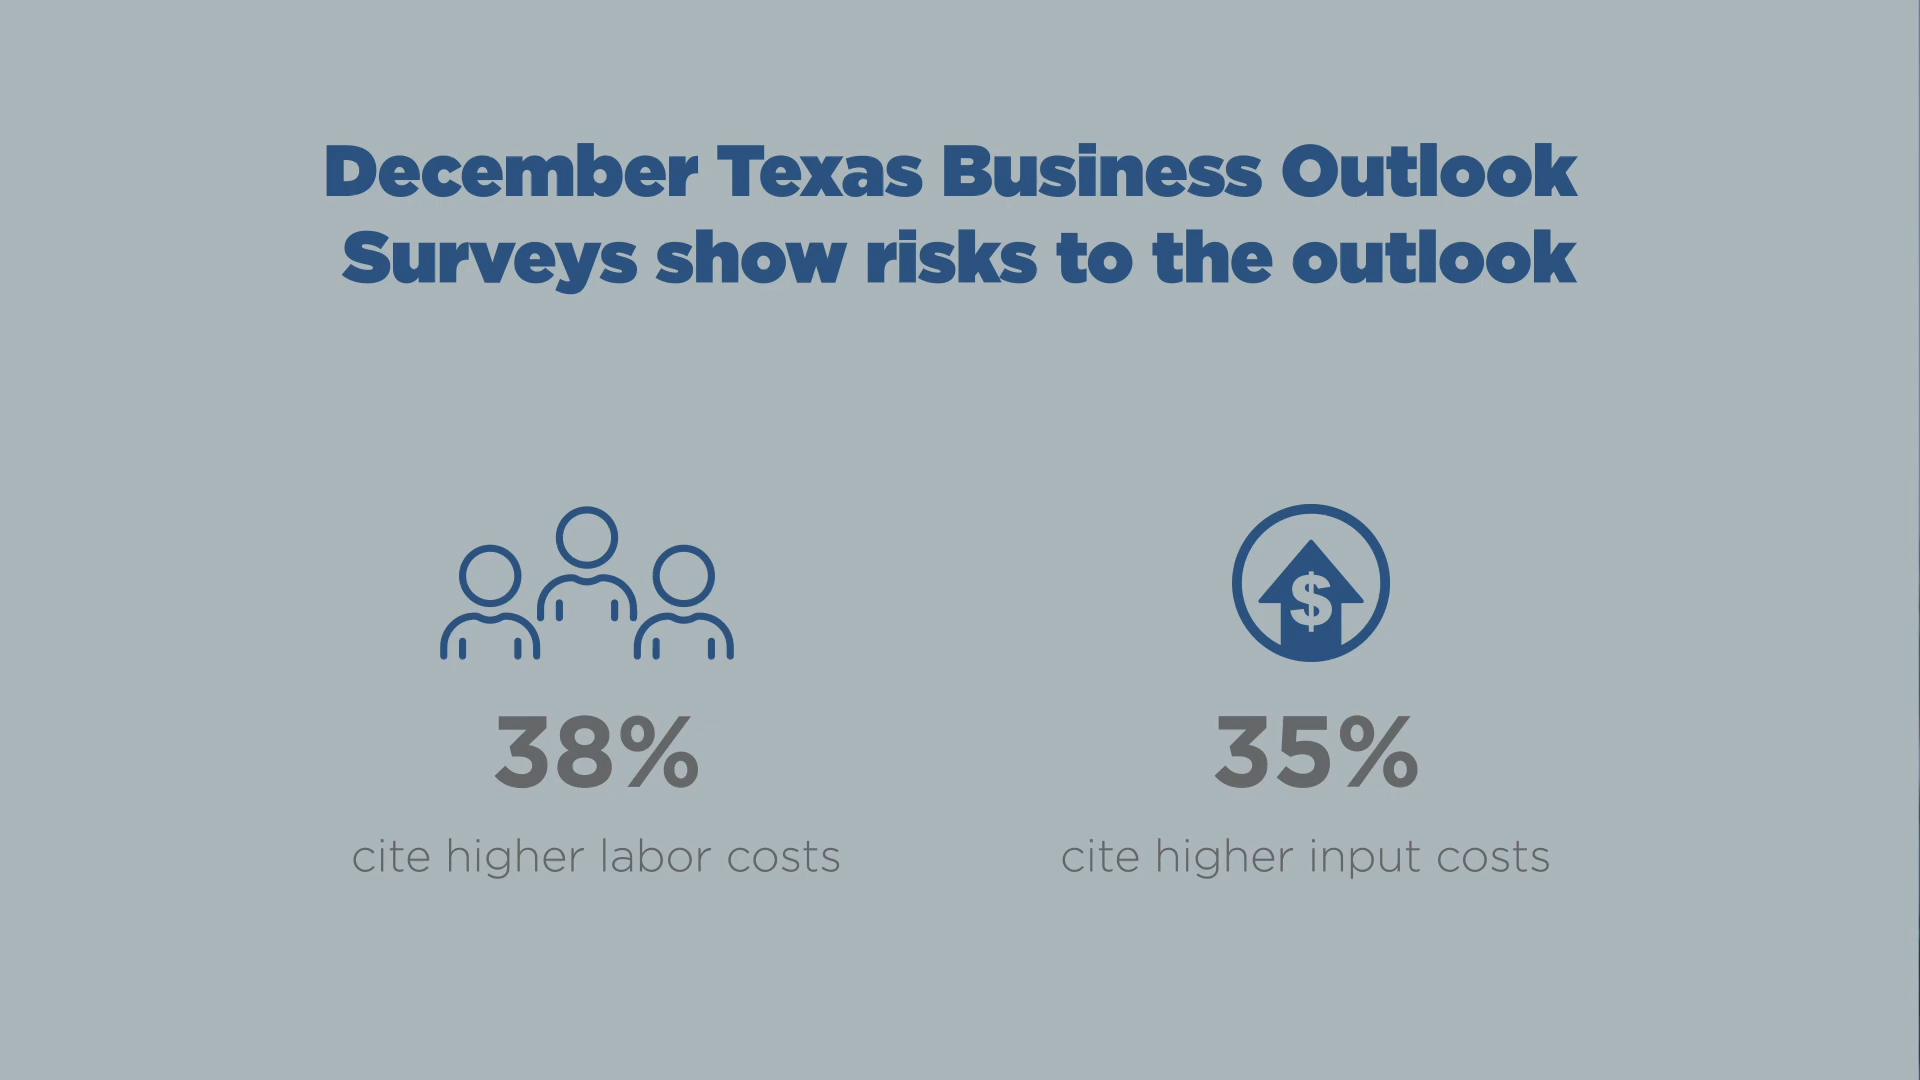 December Texas Business Outlook
Surveys show risks to the outlook
$
$
38%
35%
cite higher labor costs
cite higher input costs